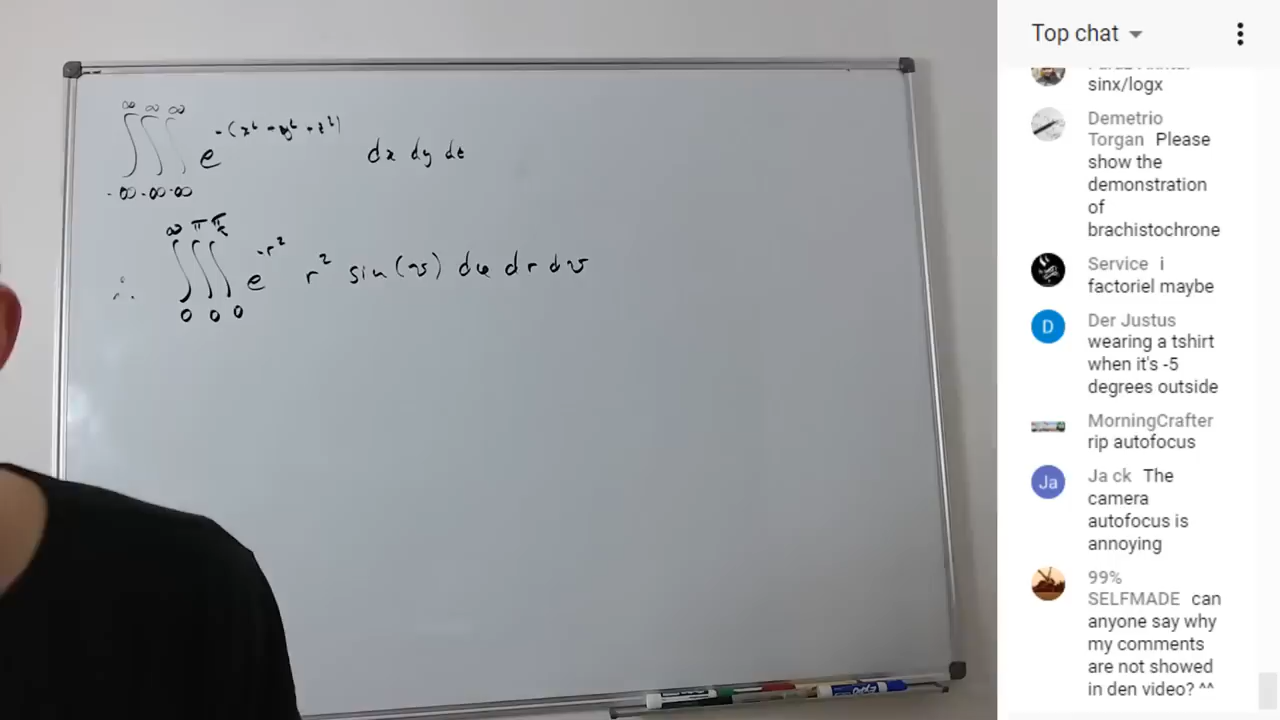 ∫∫∫ e^-(x²+y²+z²) dx dy dz
∞ ∞ ∞
-∞ -∞ -∞
∴ ∫∫∫ e^-r² r² sin(v) du dr dv
0 0 0
Top chat
sinx/logx
Demetrio
Torgan Please
show the
demonstration
of
brachistochrone
Service i
factoriel maybe
D
Der Justus
wearing a tshirt
when it's -5
degrees outside
MorningCrafter
rip autofocus
Ja
Ja ck The
camera
autofocus is
annoying
99%
SELFMADE can
anyone say why
my comments
are not showed
in den video? ^^